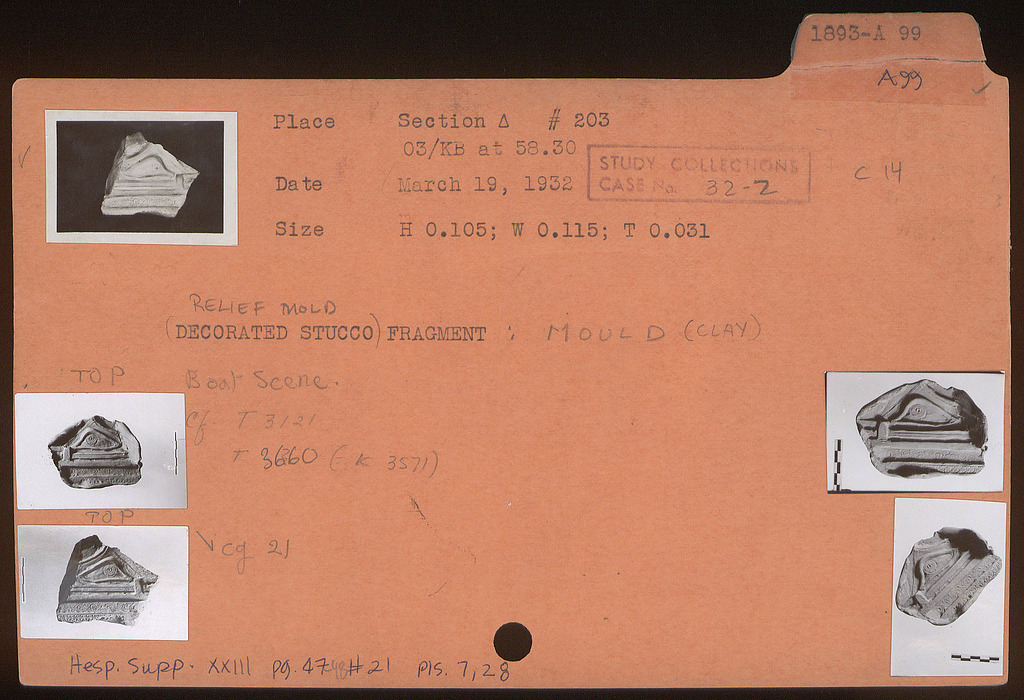 1893-A 99
A99
Place Section Δ # 203
03/KB at 58.30
STUDY COLLECTIONS
CASE No. 32-2
C 14
Date March 19, 1932
Size H 0.105; W 0.115; T 0.031
RELIEF MOLD
(DECORATED STUCCO) FRAGMENT : MOULD (CLAY)
TOP
Boat Scene.
Cf. T 3121
T 3660 (= K 3571)
TOP
cg 21
Hesp. Supp. XXIII pg. 47 #21 pls. 7, 28